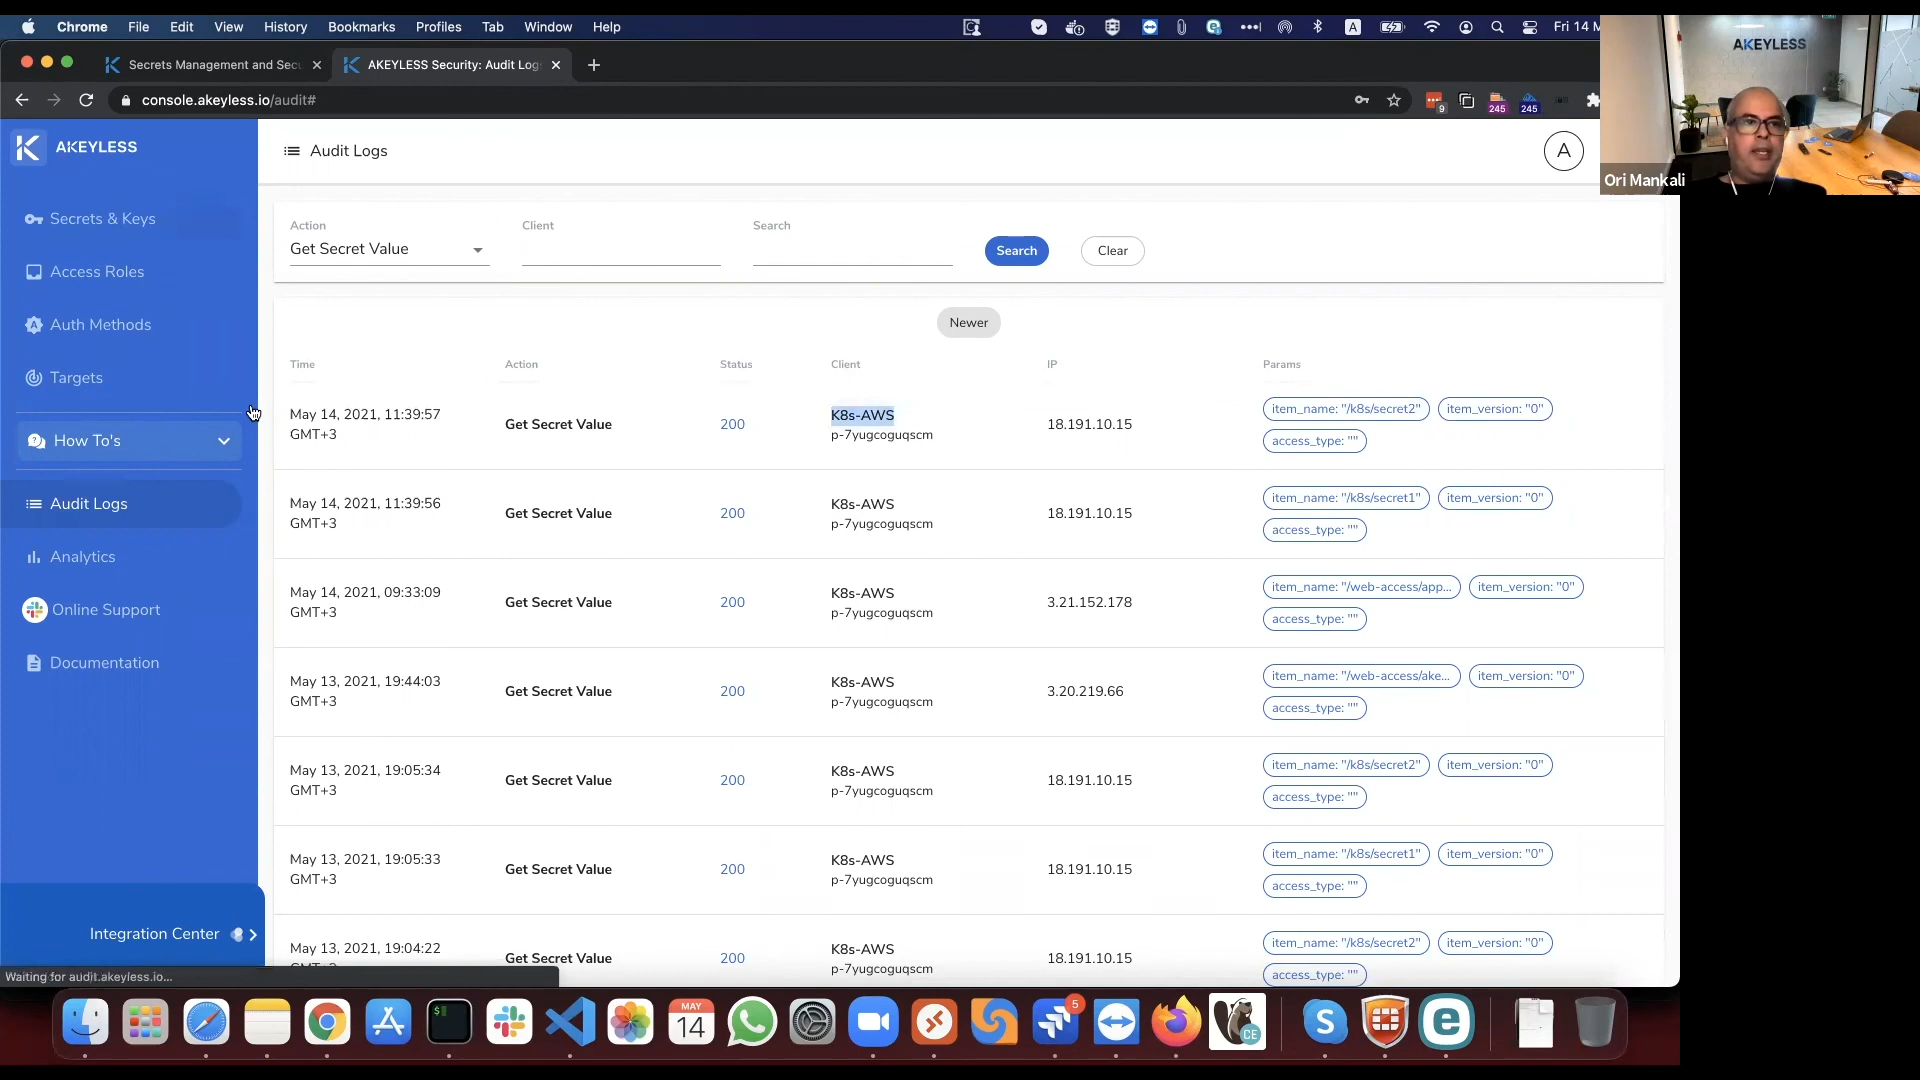 Chrome File Edit View History Bookmarks Profiles Tab Window Help
A
Fri 14 M
Secrets Management and Secu
AKEYLESS Security: Audit Log
console.akeyless.io/audit#
9
245
245
AKEYLESS
Ori Mankali
AKEYLESS
Audit Logs
A
Secrets & Keys
Access Roles
Auth Methods
Targets
How To's
Audit Logs
Analytics
Online Support
Documentation
Integration Center
Waiting for audit.akeyless.io...
Action Client Search
Get Secret Value Search Clear
Newer
Time Action Status Client IP Params
May 14, 2021, 11:39:57 GMT+3 Get Secret Value 200 K8s-AWS p-7yugcoguqscm 18.191.10.15 item_name: "/k8s/secret2" item_version: "0" access_type: ""
May 14, 2021, 11:39:56 GMT+3 Get Secret Value 200 K8s-AWS p-7yugcoguqscm 18.191.10.15 item_name: "/k8s/secret1" item_version: "0" access_type: ""
May 14, 2021, 09:33:09 GMT+3 Get Secret Value 200 K8s-AWS p-7yugcoguqscm 3.21.152.178 item_name: "/web-access/app... item_version: "0" access_type: ""
May 13, 2021, 19:44:03 GMT+3 Get Secret Value 200 K8s-AWS p-7yugcoguqscm 3.20.219.66 item_name: "/web-access/ake... item_version: "0" access_type: ""
May 13, 2021, 19:05:34 GMT+3 Get Secret Value 200 K8s-AWS p-7yugcoguqscm 18.191.10.15 item_name: "/k8s/secret2" item_version: "0" access_type: ""
May 13, 2021, 19:05:33 GMT+3 Get Secret Value 200 K8s-AWS p-7yugcoguqscm 18.191.10.15 item_name: "/k8s/secret1" item_version: "0" access_type: ""
May 13, 2021, 19:04:22 Get Secret Value 200 K8s-AWS p-7yugcoguqscm 18.191.10.15 item_name: "/k8s/secret2" item_version: "0" access_type: ""
MAY
14
5
CE
S
e